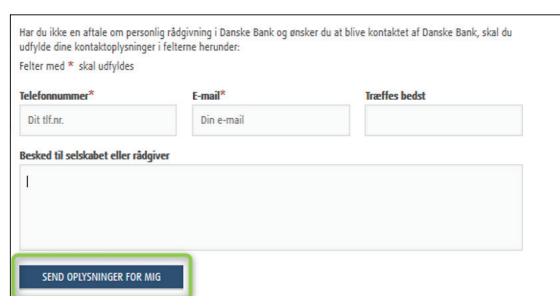 Har du ikke en aftale om personlig rådgivning i Danske Bank og ønsker du at blive kontaktet af Danske Bank, skal du
udfylde dine kontaktoplysninger i felterne herunder:
Felter med * skal udfyldes
Telefonnummer* E-mail* Træffes bedst
Dit tlf.nr. Din e-mail
Besked til selskabet eller rådgiver
SEND OPLYSNINGER FOR MIG